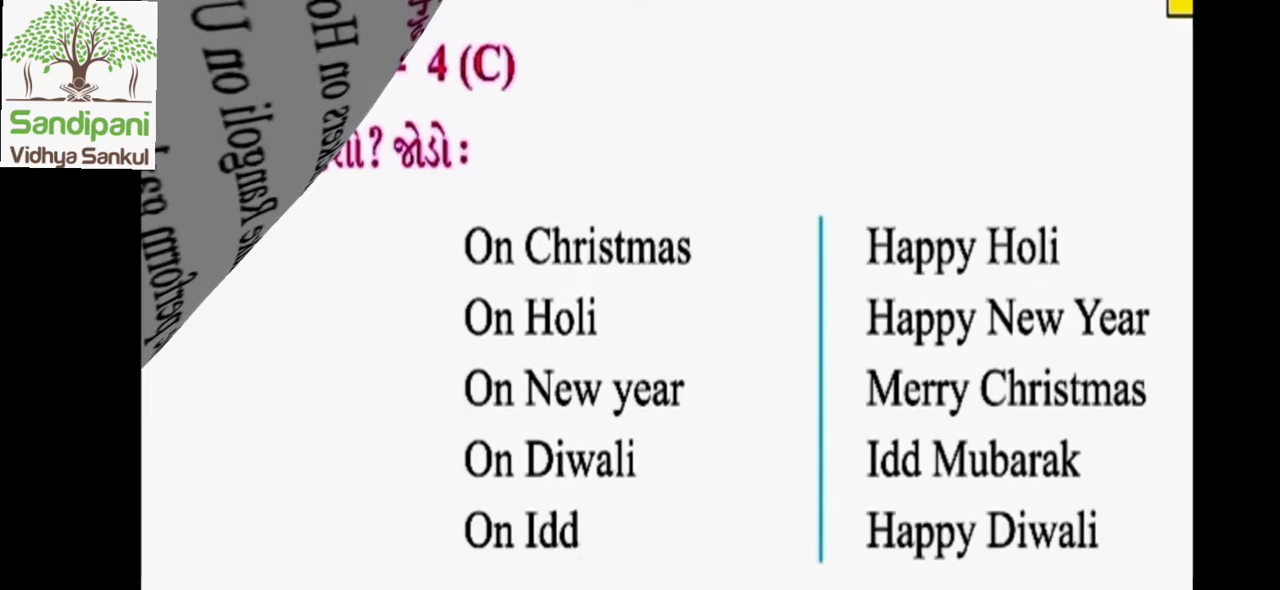 Sandipani
Vidhya Sankul
4 (C)
જોડો :
On Christmas
Happy Holi
On Holi
Happy New Year
On New year
Merry Christmas
On Diwali
Idd Mubarak
On Idd
Happy Diwali